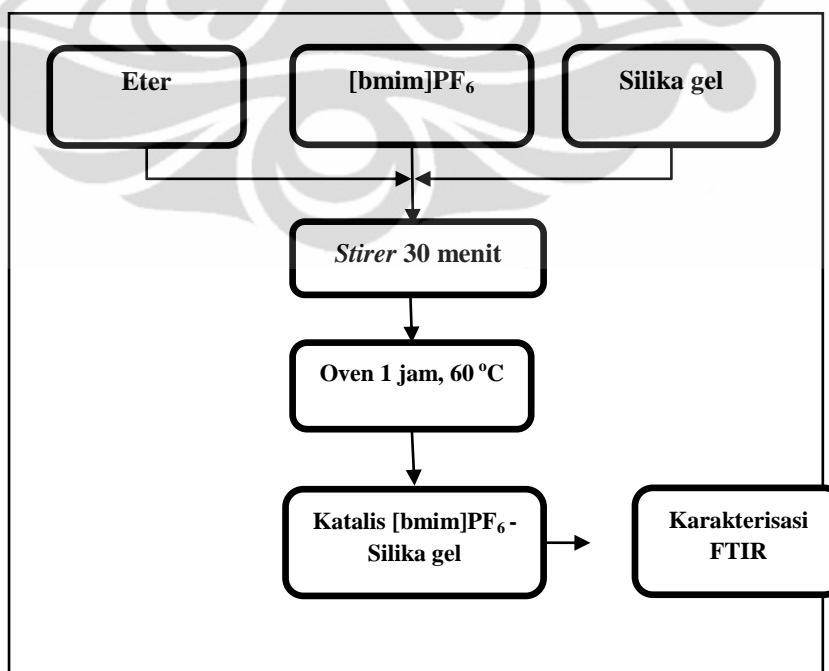 Eter
[bmim]PF₆
Silika gel
Stirer 30 menit
Oven 1 jam, 60 ºC
Katalis [bmim]PF₆ -
Silika gel
Karakterisasi
FTIR